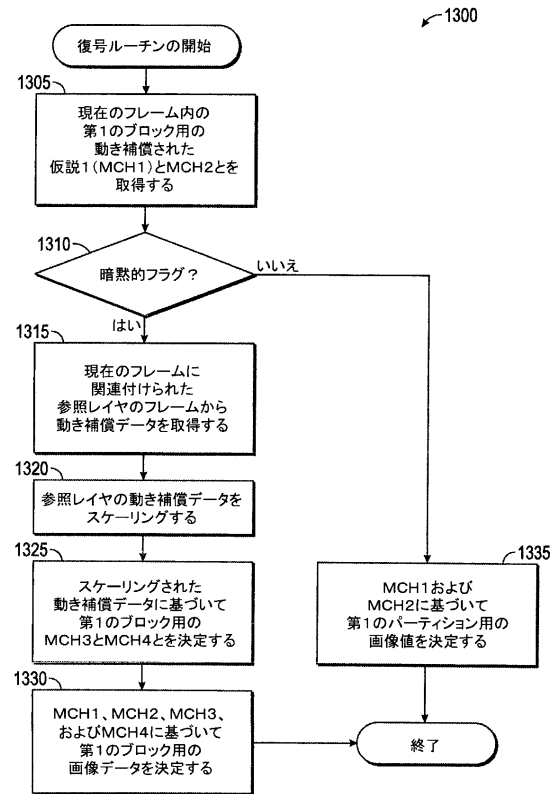 1300
復号ルーチンの開始
1305
現在のフレーム内の
第1のブロック用の
動き補償された
仮説1(MCH1)とMCH2とを
取得する
1310
暗黙的フラグ?
いいえ
はい
1315
現在のフレームに
関連付けられた
参照レイヤのフレームから
動き補償データを取得する
1320
参照レイヤの動き補償データを
スケーリングする
1325
スケーリングされた
動き補償データに基づいて
第1のブロック用の
MCH3とMCH4とを決定する
1335
MCH1および
MCH2に基づいて
第1のパーティション用の
画像値を決定する
1330
MCH1、MCH2、MCH3、
およびMCH4に基づいて
第1のブロック用の
画像データを決定する
終了